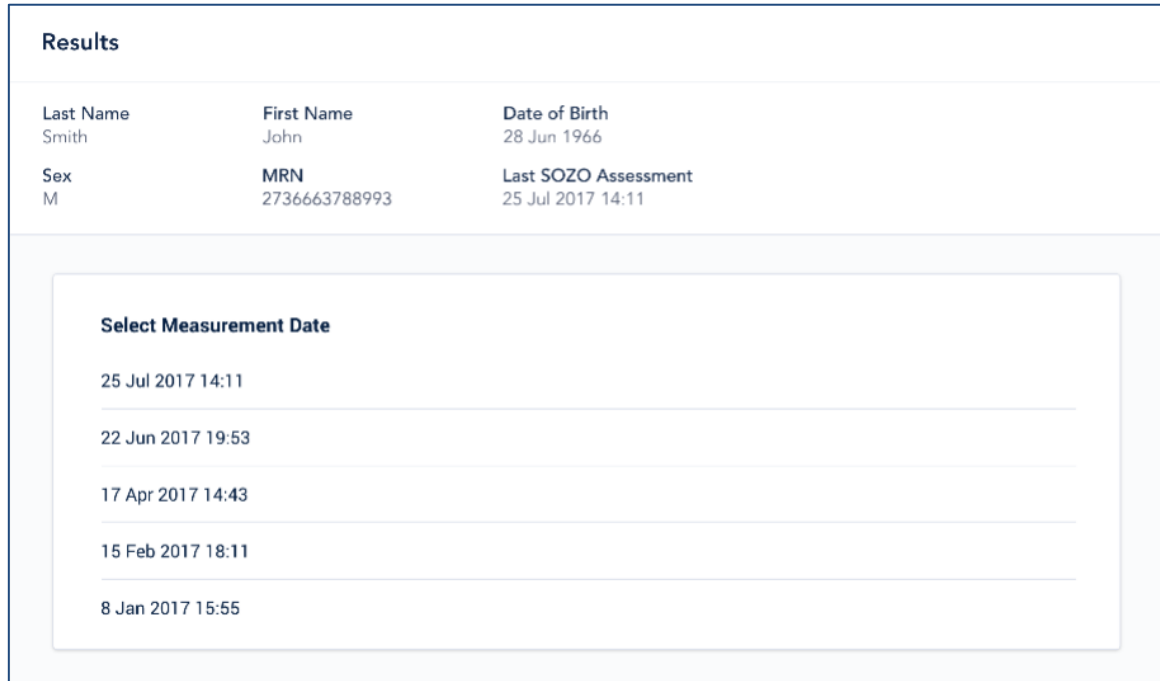 Results
Last Name First Name Date of Birth
Smith John 28 Jun 1966
Sex MRN Last SOZO Assessment
M 2736663788993 25 Jul 2017 14:11
Select Measurement Date
25 Jul 2017 14:11
22 Jun 2017 19:53
17 Apr 2017 14:43
15 Feb 2017 18:11
8 Jan 2017 15:55